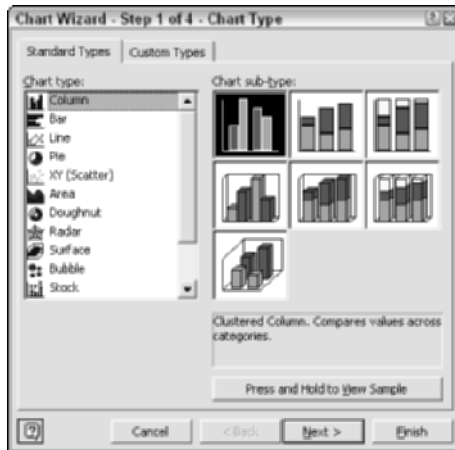 Chart Wizard - Step 1 of 4 - Chart Type
Standard Types
Custom Types
Chart type:
Column
Bar
Line
Pie
XY (Scatter)
Area
Doughnut
Radar
Surface
Bubble
Stock
Chart sub-type:
Clustered Column. Compares values across
categories.
Press and Hold to View Sample
Cancel
< Back
Next >
Finish